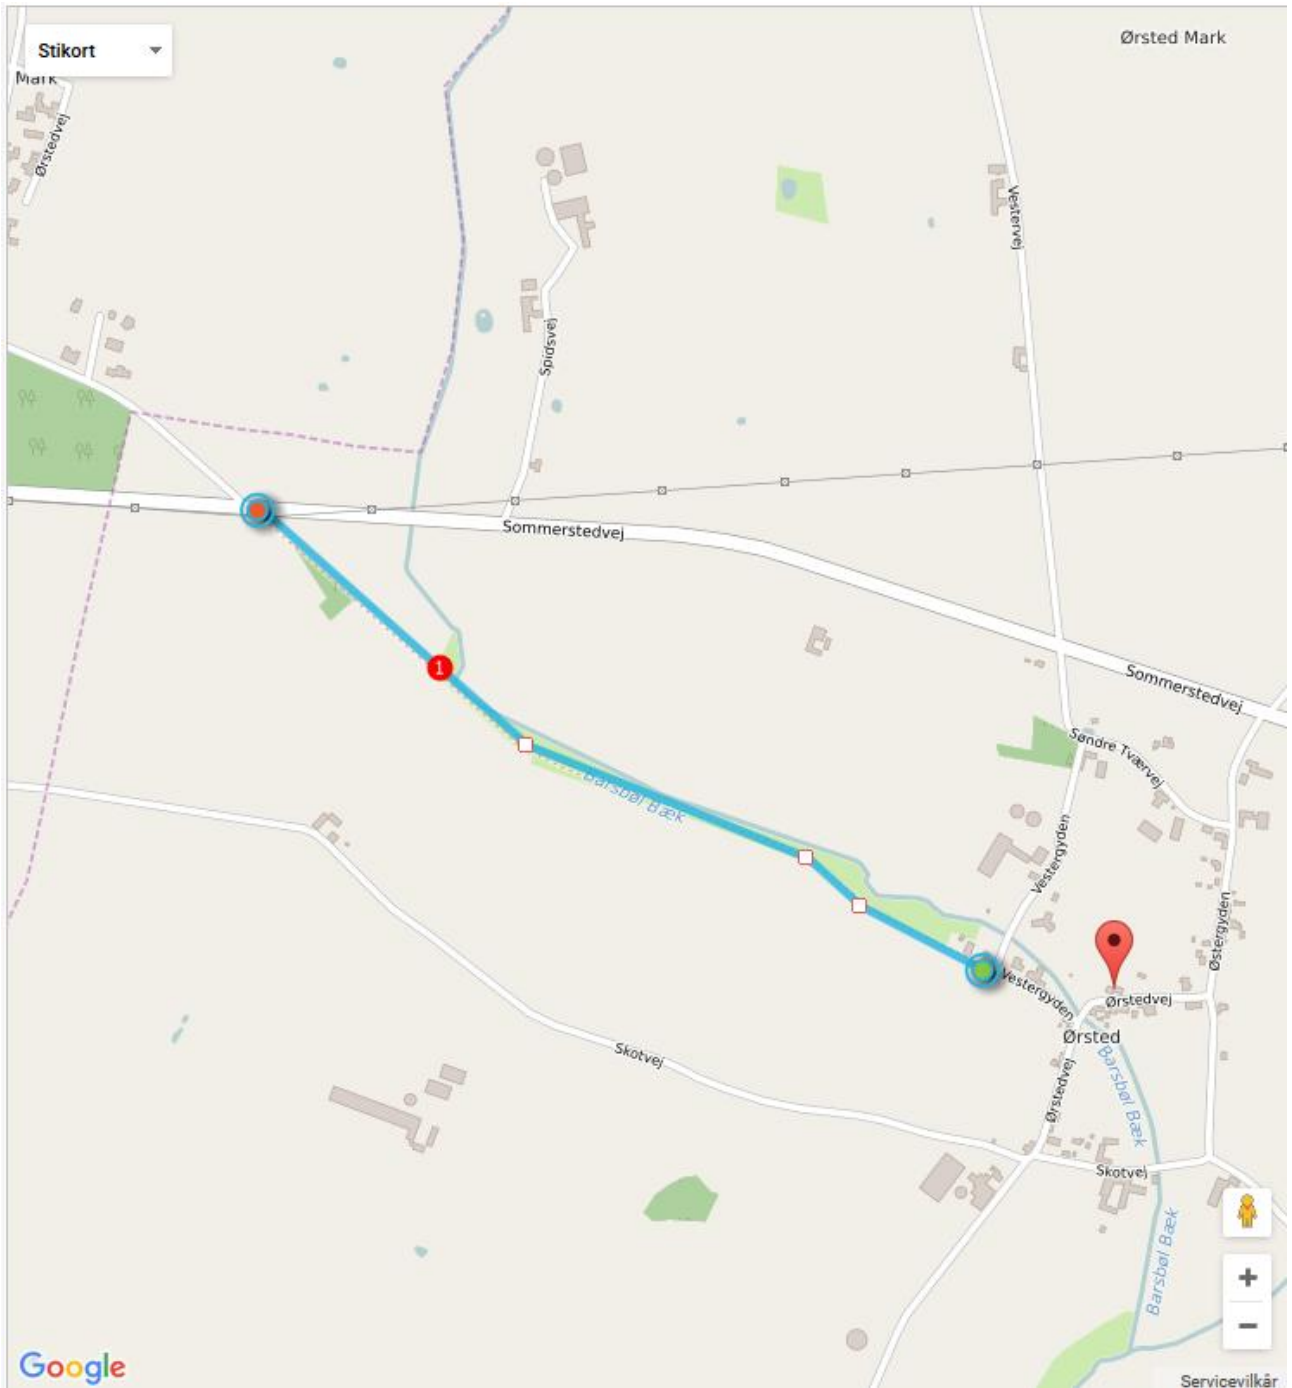 Ørsted Mark
Stikort
Mark
Ørstedvej
Vestervej
Spidsvej
Sommerstedvej
Sommerstedvej
1
Søndre Tværvej
Barsbøl Bæk
Vestergyden
Østergyden
Vestergyden
Ørstedvej
Ørsted
Skotvej
Ørstedvej
Barsbøl Bæk
Skotvej
Barsbøl Bæk
+
−
Google
Servicevilkår